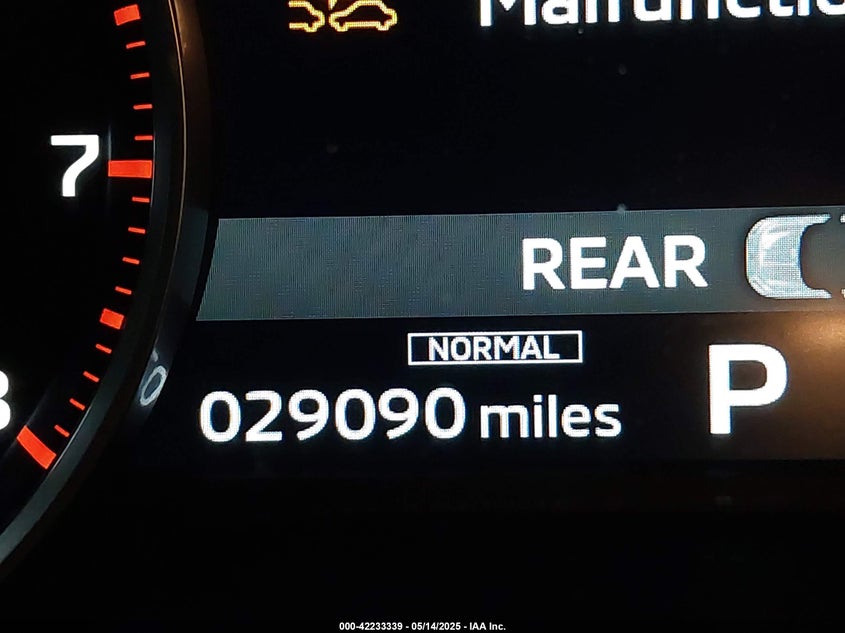 7
REAR
NORMAL
029090 miles
P
000-42233339 - 05/14/2025 - IAA Inc.